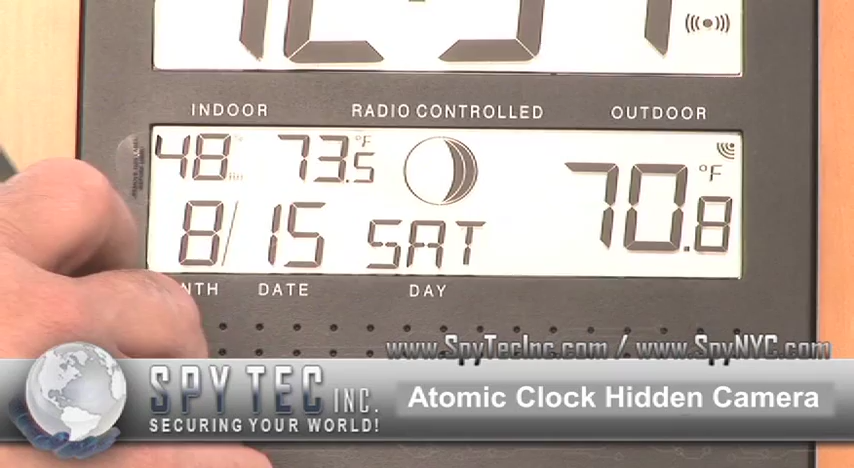 INDOOR RADIO CONTROLLED OUTDOOR
48% 73.5 °F 70.8 °F
8/15 SAT
NTH DATE DAY
www.SpyTecInc.com / www.SpyNYC.com
SPY TEC INC.
SECURING YOUR WORLD!
Atomic Clock Hidden Camera